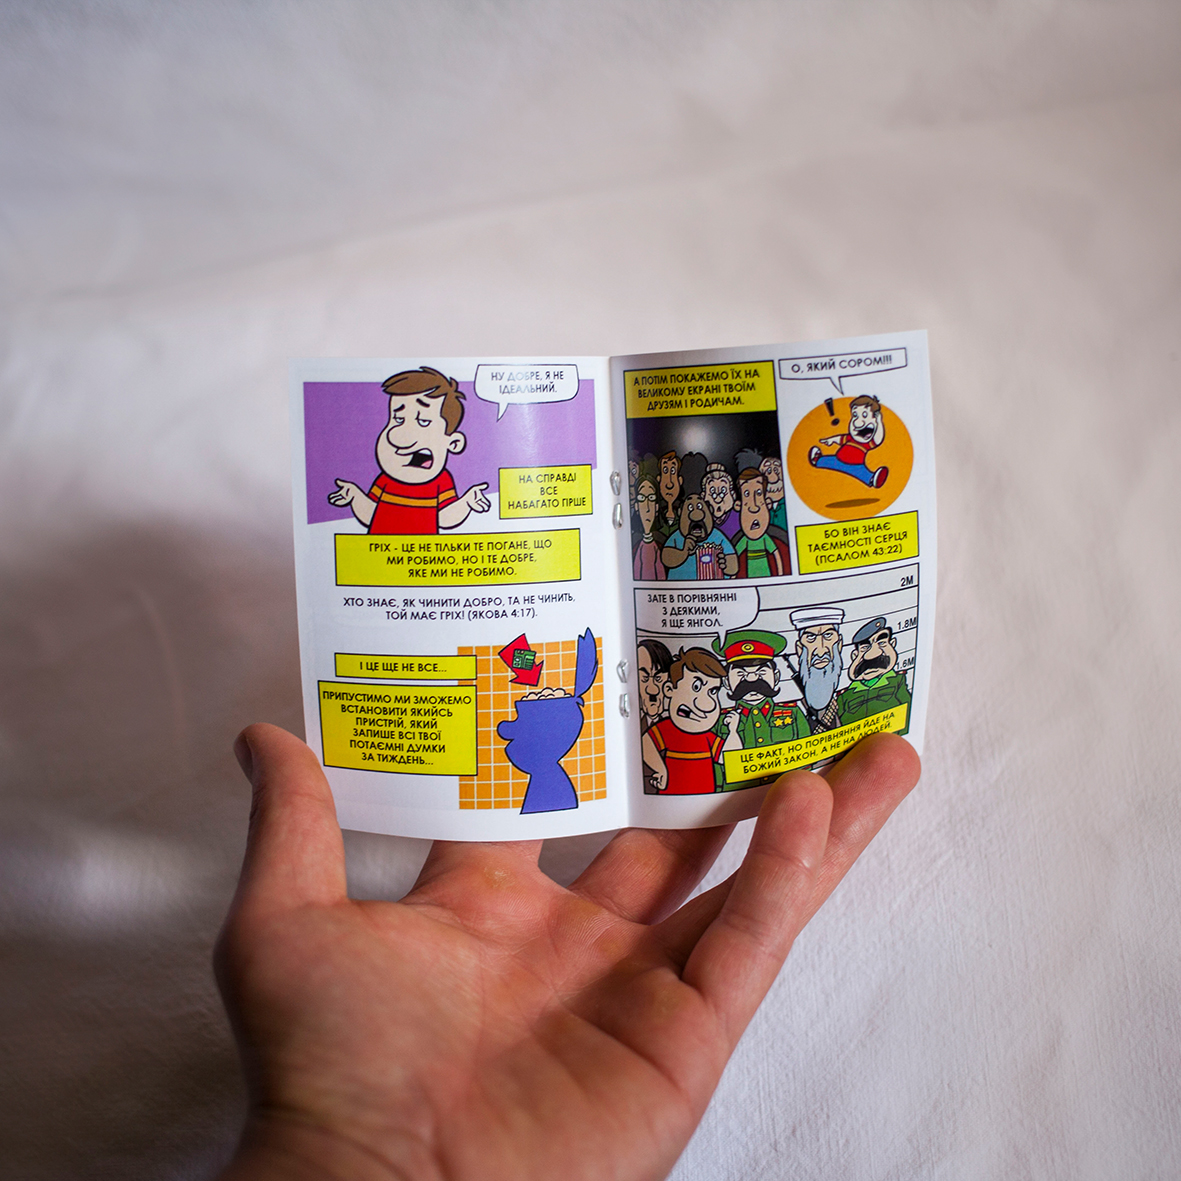 НУ ДОБРЕ, Я НЕ
ІДЕАЛЬНИЙ.
НА СПРАВДІ
ВСЕ
НАБАГАТО ГІРШЕ
ГРІХ - ЦЕ НЕ ТІЛЬКИ ТЕ ПОГАНЕ, ЩО
МИ РОБИМО, НО І ТЕ ДОБРЕ,
ЯКЕ МИ НЕ РОБИМО.
ХТО ЗНАЄ, ЯК ЧИНИТИ ДОБРО, ТА НЕ ЧИНИТЬ,
ТОЙ МАЄ ГРІХ! (ЯКОВА 4:17).
І ЦЕ ЩЕ НЕ ВСЕ...
ПРИПУСТИМО МИ ЗМОЖЕМО
ВСТАНОВИТИ ЯКИЙСЬ
ПРИСТРІЙ, ЯКИЙ
ЗАПИШЕ ВСІ ТВОЇ
ПОТАЄМНІ ДУМКИ
ЗА ТИЖДЕНЬ...
А ПОТІМ ПОКАЖЕМО ЇХ НА
ВЕЛИКОМУ ЕКРАНІ ТВОЇМ
ДРУЗЯМ І РОДИЧАМ.
О, ЯКИЙ СОРОМ!!!
!
БО ВІН ЗНАЄ
ТАЄМНОСТІ СЕРЦЯ
(ПСАЛОМ 43:22)
ЗАТЕ В ПОРІВНЯННІ
З ДЕЯКИМИ,
Я ЩЕ ЯНГОЛ.
2М
1.8М
1.6М
ЦЕ ФАКТ, НО ПОРІВНЯННЯ ЙДЕ НА
БОЖИЙ ЗАКОН, А НЕ НА ЛЮДЕЙ.